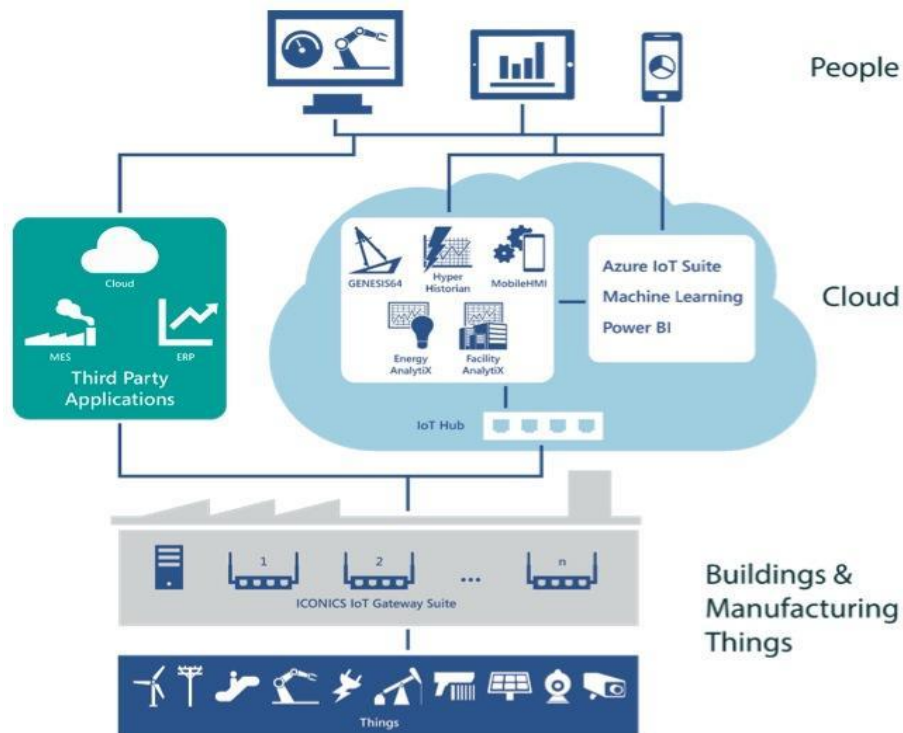 People
Cloud
MES
ERP
Third Party
Applications
GENESIS64
Hyper
Historian
MobileHMI
Energy
AnalytiX
Facility
AnalytiX
Azure IoT Suite
Machine Learning
Power BI
Cloud
IoT Hub
1
2
...
n
ICONICS IoT Gateway Suite
Buildings &
Manufacturing
Things
Things